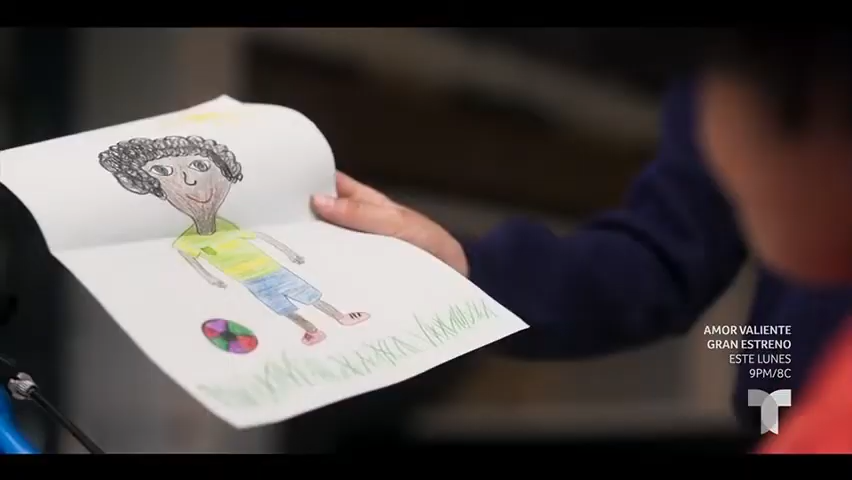 AMOR VALIENTE
GRAN ESTRENO
ESTE LUNES
9PM/8C